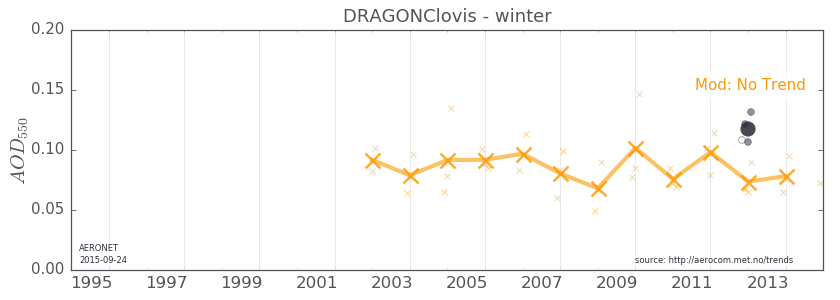 DRAGONClovis - winter
0.20
0.15
0.10
0.05
0.00
AOD550
Mod: No Trend
AERONET
2015-09-24
source: http://aerocom.met.no/trends
1995 1997 1999 2001 2003 2005 2007 2009 2011 2013